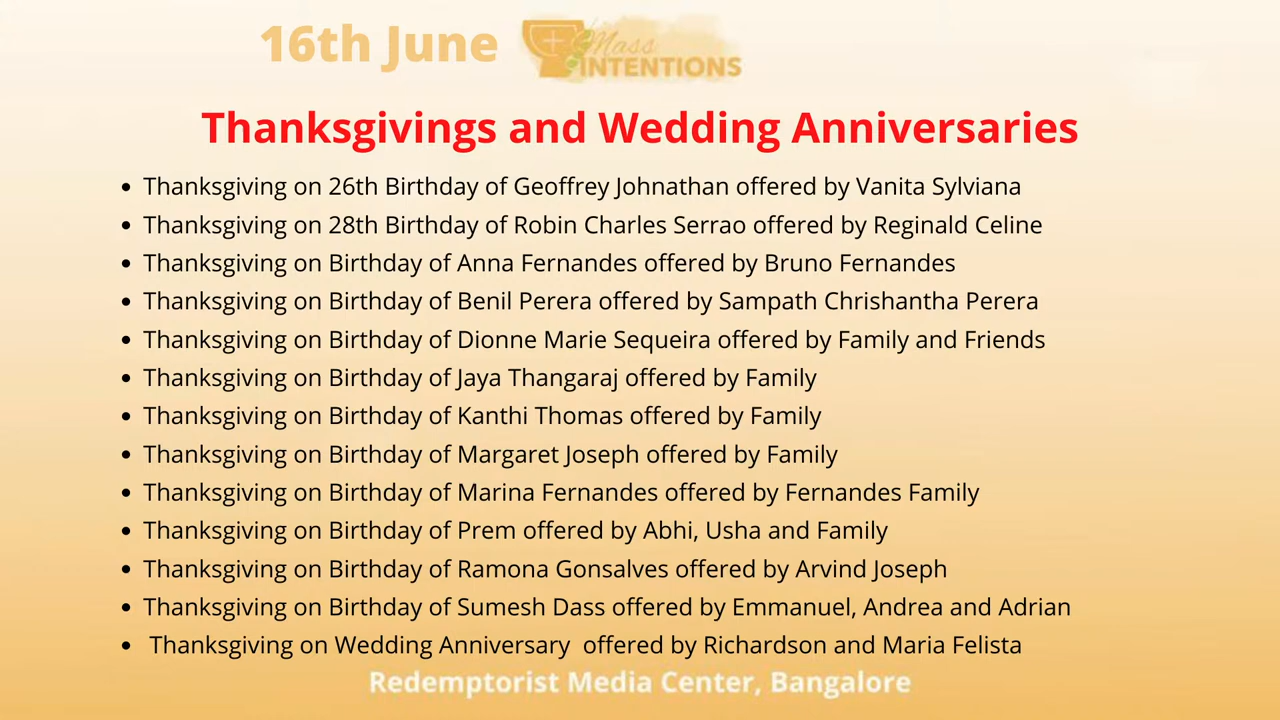 16th June
Mass
INTENTIONS
Thanksgivings and Wedding Anniversaries
• Thanksgiving on 26th Birthday of Geoffrey Johnathan offered by Vanita Sylviana
• Thanksgiving on 28th Birthday of Robin Charles Serrao offered by Reginald Celine
• Thanksgiving on Birthday of Anna Fernandes offered by Bruno Fernandes
• Thanksgiving on Birthday of Benil Perera offered by Sampath Chrishantha Perera
• Thanksgiving on Birthday of Dionne Marie Sequeira offered by Family and Friends
• Thanksgiving on Birthday of Jaya Thangaraj offered by Family
• Thanksgiving on Birthday of Kanthi Thomas offered by Family
• Thanksgiving on Birthday of Margaret Joseph offered by Family
• Thanksgiving on Birthday of Marina Fernandes offered by Fernandes Family
• Thanksgiving on Birthday of Prem offered by Abhi, Usha and Family
• Thanksgiving on Birthday of Ramona Gonsalves offered by Arvind Joseph
• Thanksgiving on Birthday of Sumesh Dass offered by Emmanuel, Andrea and Adrian
• Thanksgiving on Wedding Anniversary  offered by Richardson and Maria Felista
Redemptorist Media Center, Bangalore